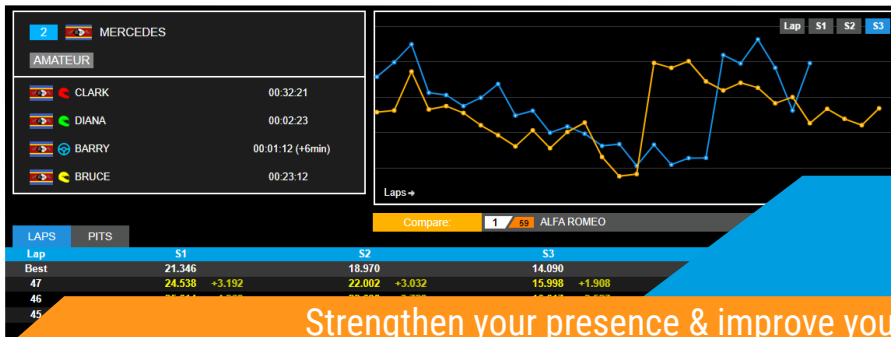 2 MERCEDES
AMATEUR
CLARK 00:32:21
DIANA 00:02:23
BARRY 00:01:12 (+6min)
BRUCE 00:23:12
Lap S1 S2 S3
Laps
Compare: 1 59 ALFA ROMEO
LAPS PITS
Lap S1 S2 S3
Best 21.346 18.970 14.090
47 24.538 +3.192 22.002 +3.032 15.998 +1.908
46
45
Strengthen your presence & improve you